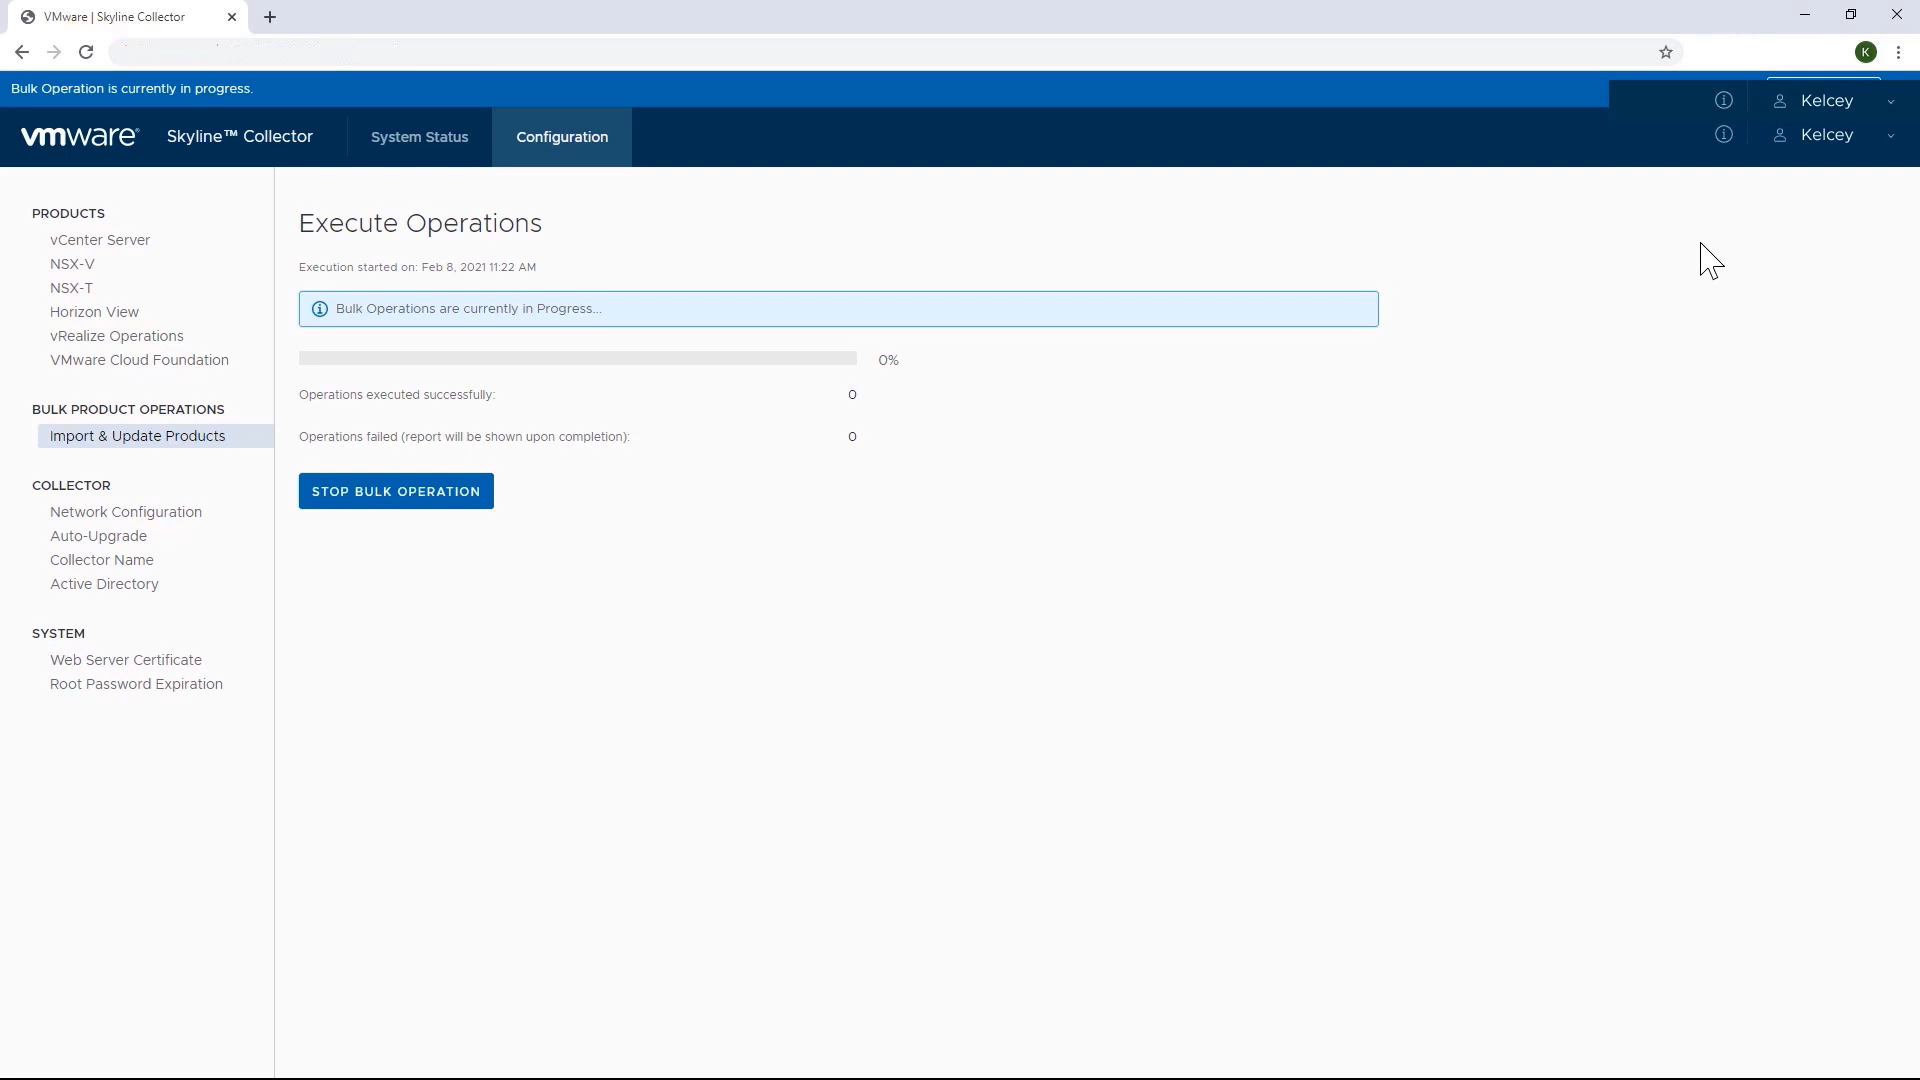 VMware | Skyline Collector
K
Bulk Operation is currently in progress.
Kelcey
vmware® Skyline™ Collector System Status Configuration Kelcey
PRODUCTS
vCenter Server
NSX-V
NSX-T
Horizon View
vRealize Operations
VMware Cloud Foundation
BULK PRODUCT OPERATIONS
Import & Update Products
COLLECTOR
Network Configuration
Auto-Upgrade
Collector Name
Active Directory
SYSTEM
Web Server Certificate
Root Password Expiration
Execute Operations
Execution started on: Feb 8, 2021 11:22 AM
Bulk Operations are currently in Progress...
0%
Operations executed successfully: 0
Operations failed (report will be shown upon completion): 0
STOP BULK OPERATION